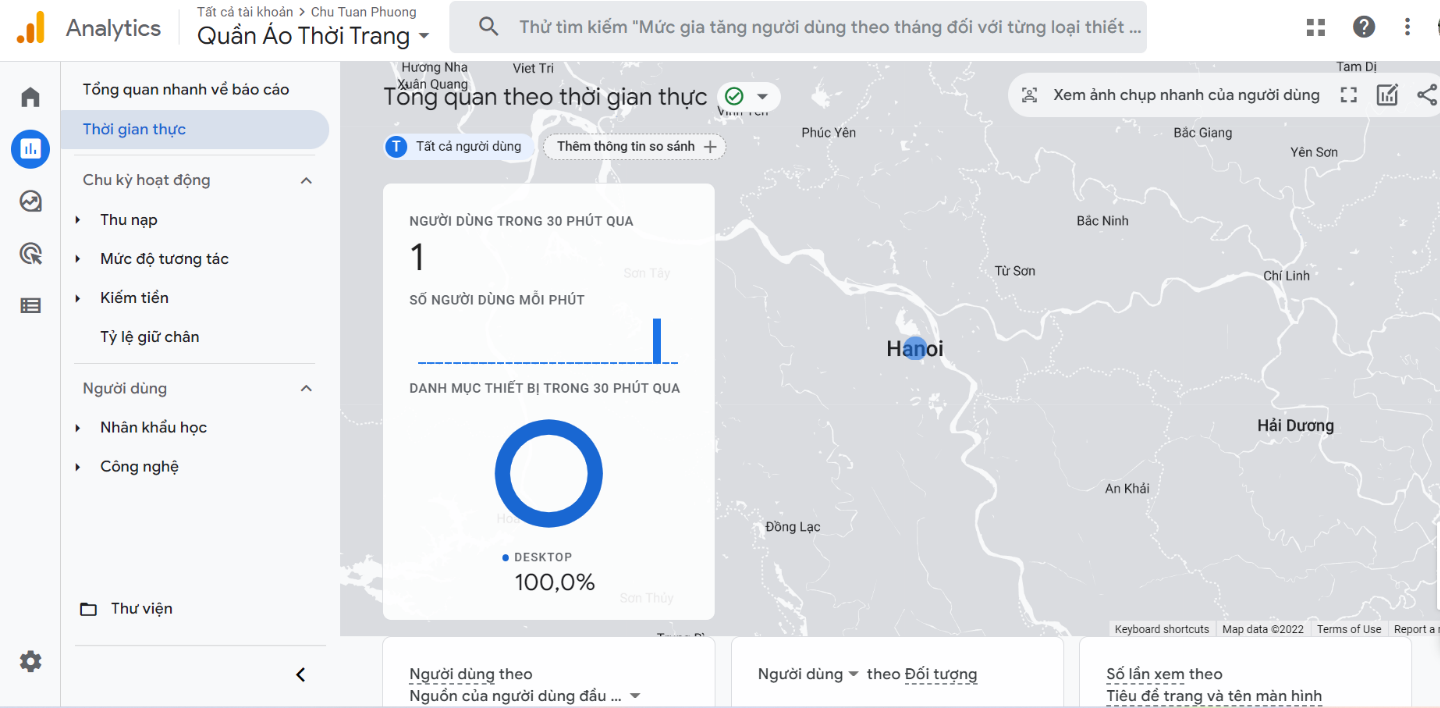 Analytics
Tất cả tài khoản > Chu Tuan Phuong
Quần Áo Thời Trang
Thử tìm kiếm "Mức gia tăng người dùng theo tháng đối với từng loại thiết ...
Tổng quan nhanh về báo cáo
Thời gian thực
Chu kỳ hoạt động
Thu nạp
Mức độ tương tác
Kiếm tiền
Tỷ lệ giữ chân
Người dùng
Nhân khẩu học
Công nghệ
Thư viện
Hương Nha
Xuân Quang
Viet Tri
Tam Dị
Tổng quan theo thời gian thực
Vĩnh Yên
Xem ảnh chụp nhanh của người dùng
Phúc Yên
Bắc Giang
Yên Sơn
T Tất cả người dùng
Thêm thông tin so sánh
NGƯỜI DÙNG TRONG 30 PHÚT QUA
1
Sơn Tây
SỐ NGƯỜI DÙNG MỖI PHÚT
DANH MỤC THIẾT BỊ TRONG 30 PHÚT QUA
DESKTOP
100,0%
Sơn Thủy
Bắc Ninh
Từ Sơn
Chí Linh
Hanoi
Hải Dương
An Khải
Đồng Lạc
Keyboard shortcuts
Map data ©2022
Terms of Use
Report a
Người dùng theo
Nguồn của người dùng đầu ...
Người dùng theo Đối tượng
Số lần xem theo
Tiêu đề trang và tên màn hình